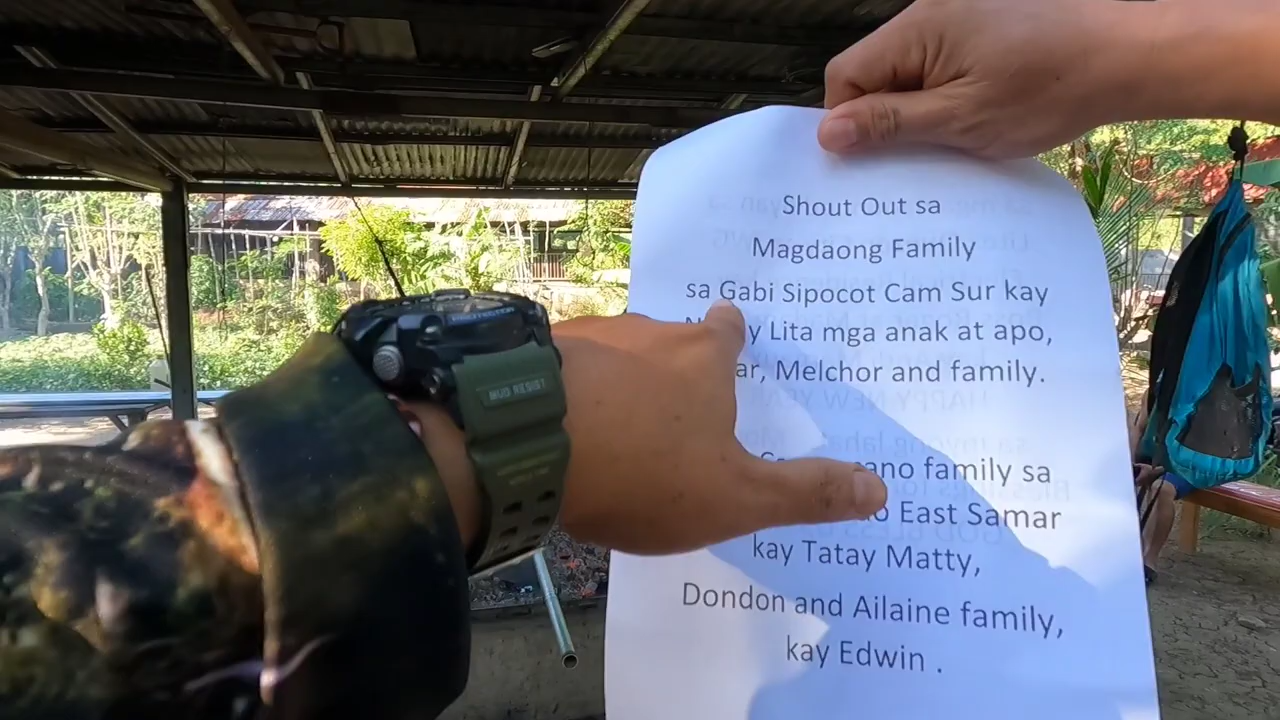 Shout Out sa
Magdaong Family
sa Gabi Sipocot Cam Sur kay
Lita mga anak at apo,
Melchor and family.
family sa
East Samar
kay Tatay Matty,
Dondon and Ailaine family,
kay Edwin .
MUD RESIST